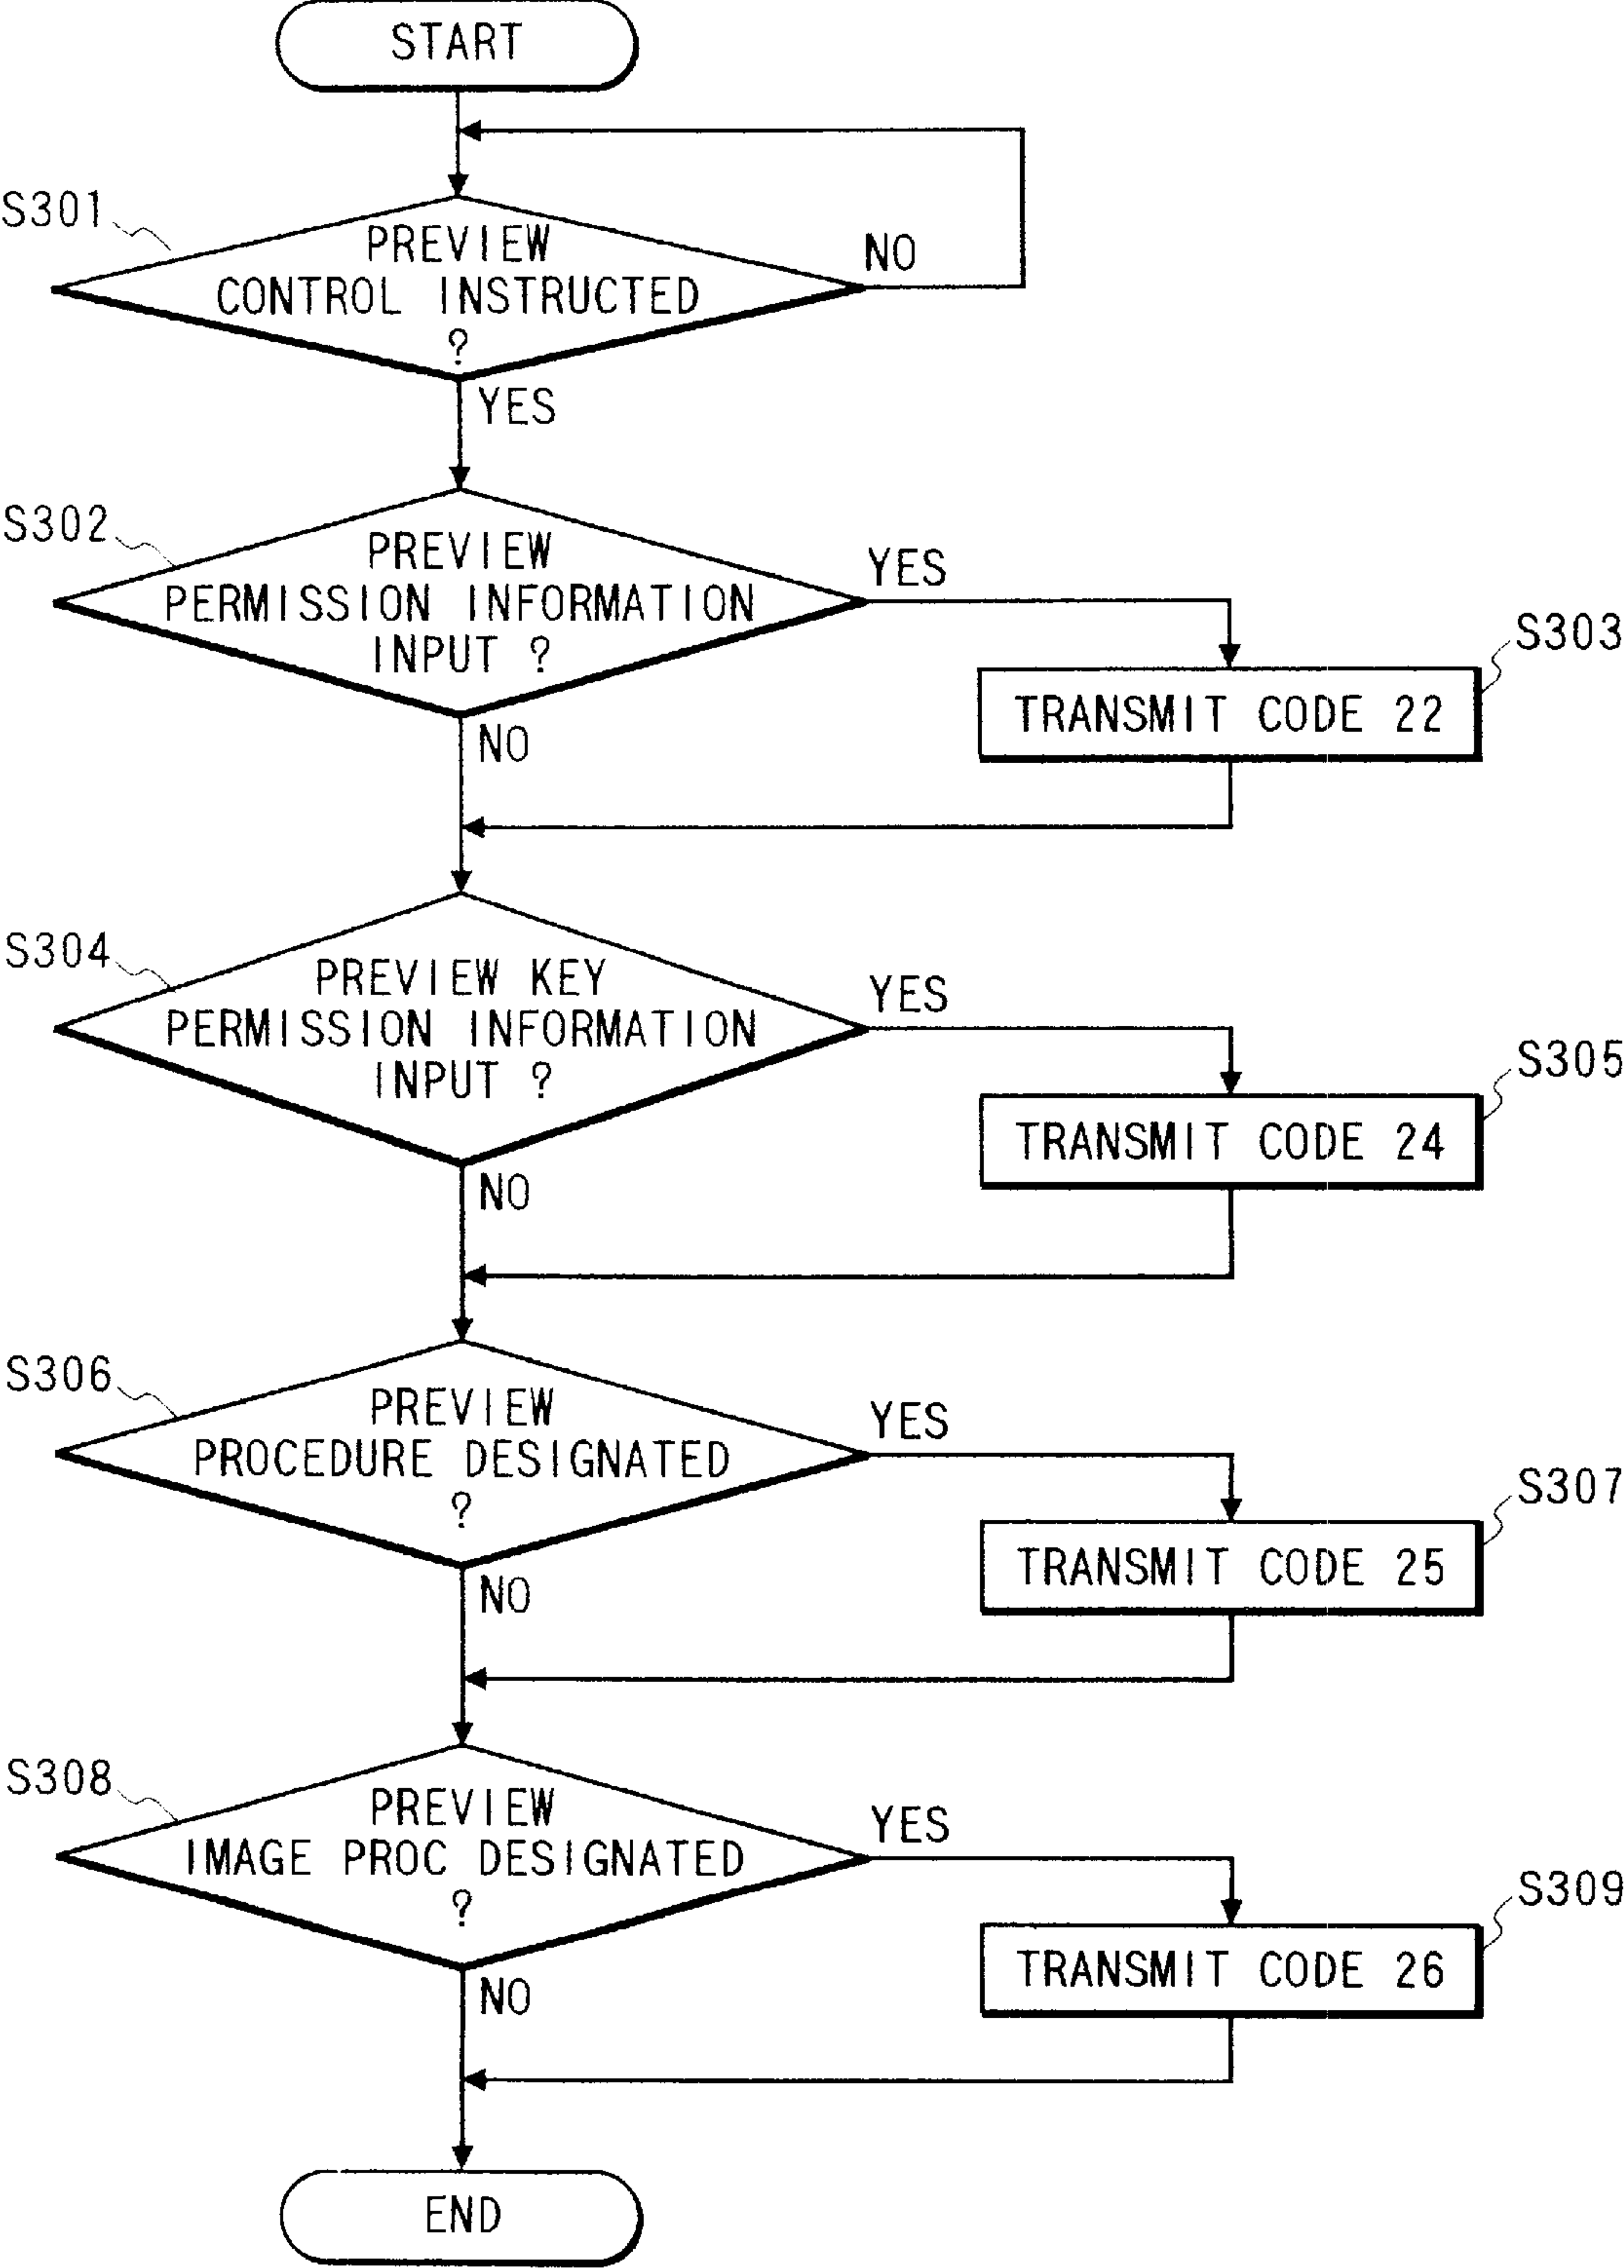 START
S301
PREVIEW
CONTROL INSTRUCTED
?
NO
YES
S302
PREVIEW
PERMISSION INFORMATION
INPUT ?
YES
NO
S303
TRANSMIT CODE 22
S304
PREVIEW KEY
PERMISSION INFORMATION
INPUT ?
YES
NO
S305
TRANSMIT CODE 24
S306
PREVIEW
PROCEDURE DESIGNATED
?
YES
NO
S307
TRANSMIT CODE 25
S308
PREVIEW
IMAGE PROC DESIGNATED
?
YES
NO
S309
TRANSMIT CODE 26
END